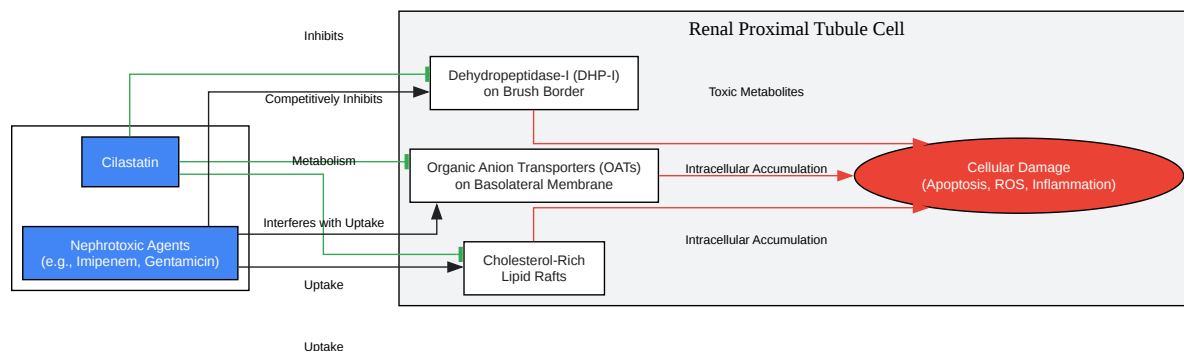 Renal Proximal Tubule Cell
Inhibits
Dehydropeptidase-I (DHP-I)
on Brush Border
Toxic Metabolites
Competitively Inhibits
Cilastatin
Metabolism
Organic Anion Transporters (OATs)
on Basolateral Membrane
Intracellular Accumulation
Cellular Damage
(Apoptosis, ROS, Inflammation)
Interferes with Uptake
Nephrotoxic Agents
(e.g., Imipenem, Gentamicin)
Intracellular Accumulation
Cholesterol-Rich
Lipid Rafts
Uptake
Uptake